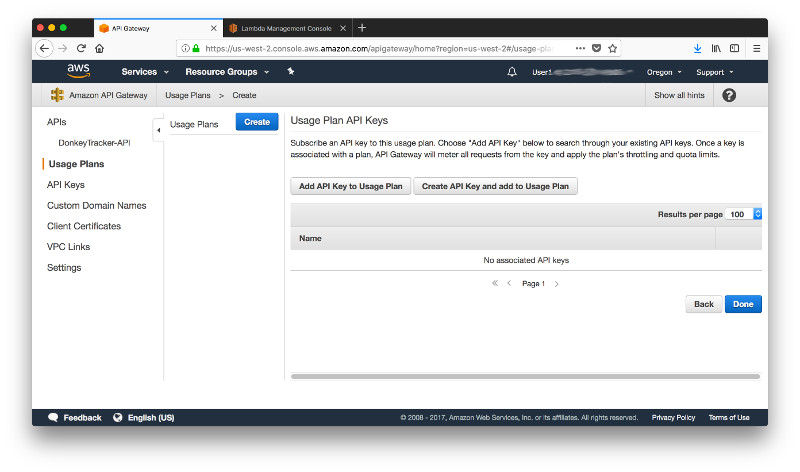 API Gateway
Lambda Management Console
https://us-west-2.console.aws.amazon.com/apigateway/home?region=us-west-2#/usage-plan
aws
Services
Resource Groups
User1
Oregon
Support
Amazon API Gateway
Usage Plans > Create
Show all hints
?
APIs
DonkeyTracker-API
Usage Plans
API Keys
Custom Domain Names
Client Certificates
VPC Links
Settings
Usage Plans
Create
Usage Plan API Keys
Subscribe an API key to this usage plan. Choose "Add API Key" below to search through your existing API keys. Once a key is
associated with a plan, API Gateway will meter all requests from the key and apply the plan's throttling and quota limits.
Add API Key to Usage Plan
Create API Key and add to Usage Plan
Results per page 100
Name
No associated API keys
Page 1
Back
Done
Feedback
English (US)
© 2008 - 2017, Amazon Web Services, Inc. or its affiliates. All rights reserved.
Privacy Policy
Terms of Use